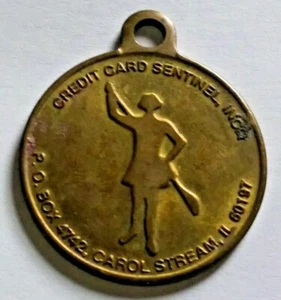 CREDIT CARD SENTINEL, INC.
P.O. BOX 4742, CAROL STREAM, IL 60197